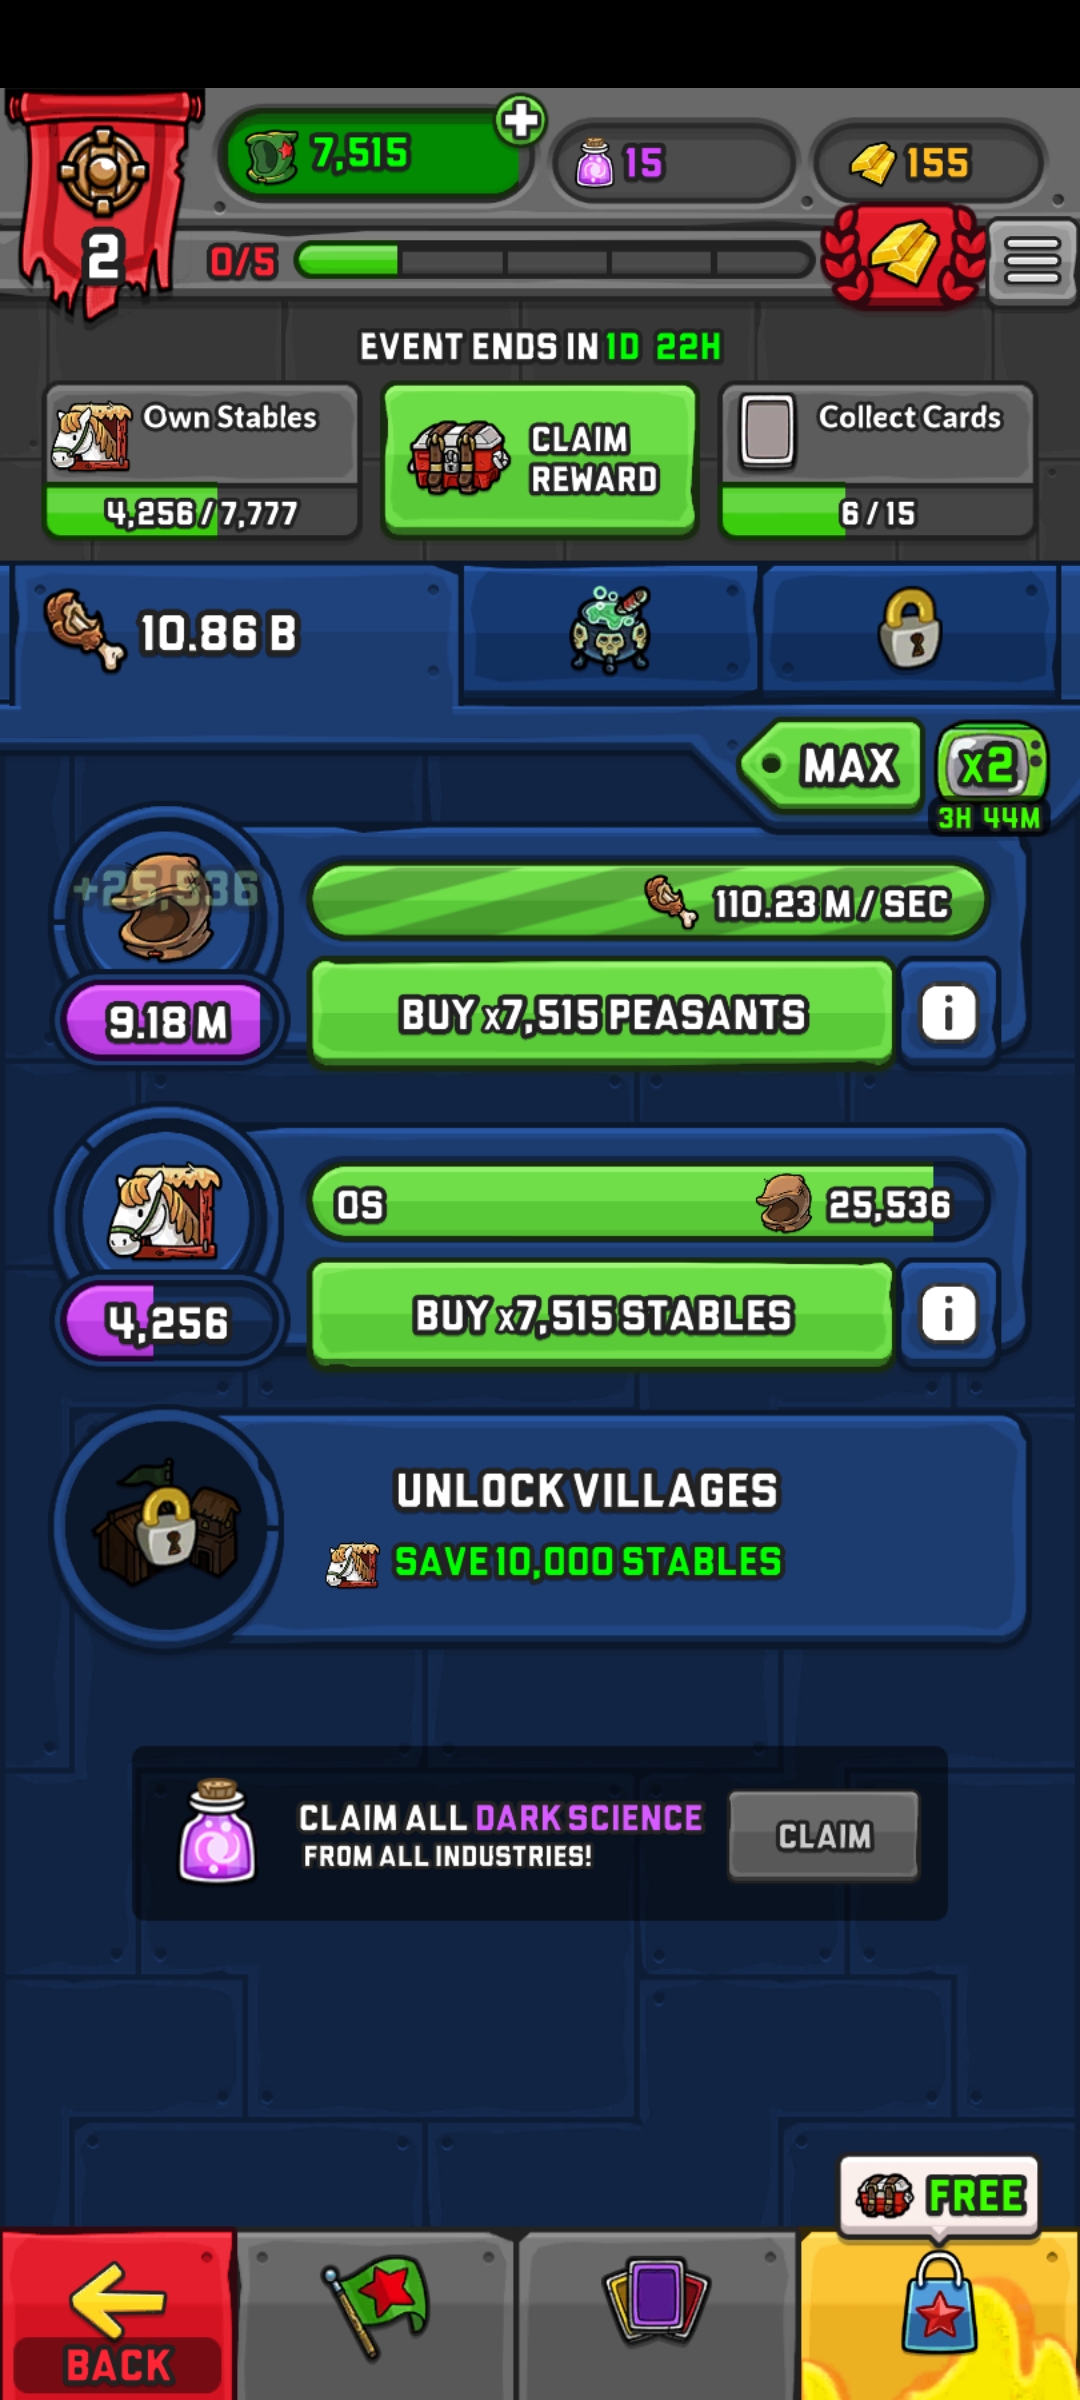 7,515
15
155
2
0/5
EVENT ENDS IN 1D 22H
Own Stables
4,256/7,777
CLAIM
REWARD
Collect Cards
6/15
10.86 B
MAX
x2
3H 44M
+25,536
110.23 M / SEC
9.18 M
BUY x7,515 PEASANTS
i
0S
25,536
4,256
BUY x7,515 STABLES
i
UNLOCK VILLAGES
SAVE 10,000 STABLES
CLAIM ALL DARK SCIENCE
FROM ALL INDUSTRIES!
CLAIM
FREE
BACK